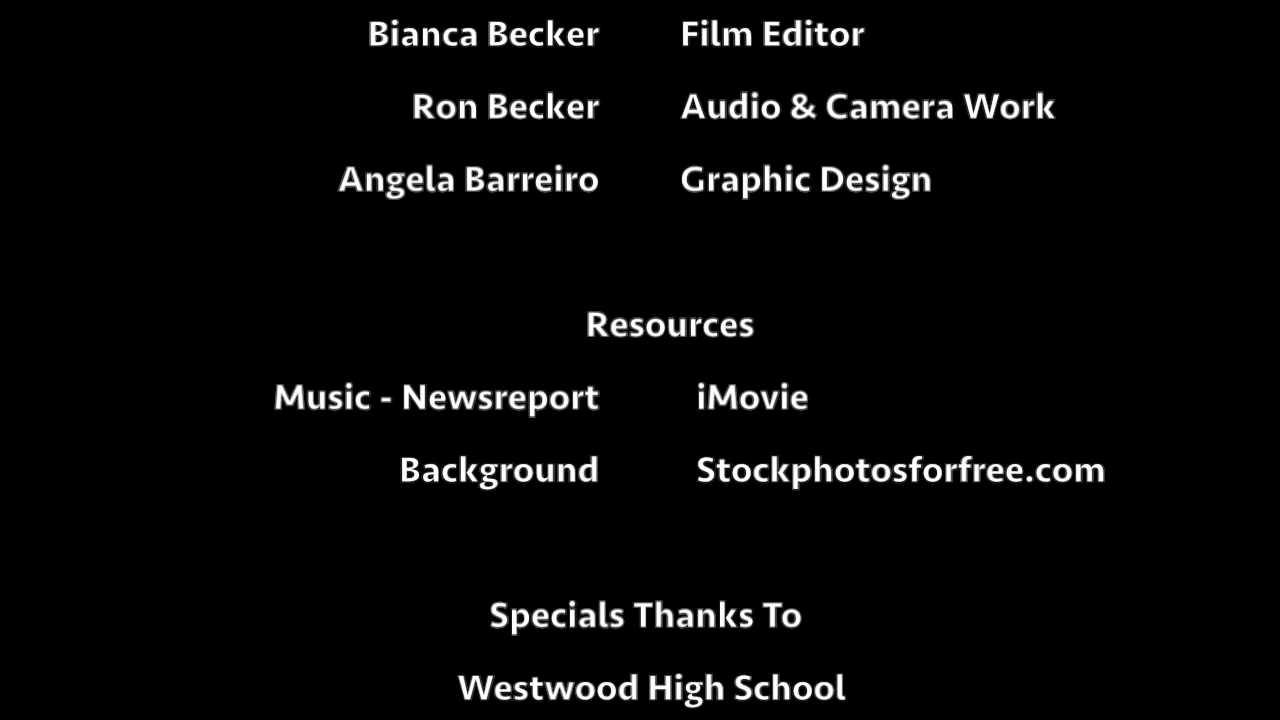 Bianca Becker Film Editor
Ron Becker Audio & Camera Work
Angela Barreiro Graphic Design
Resources
Music - Newsreport iMovie
Background Stockphotosforfree.com
Specials Thanks To
Westwood High School